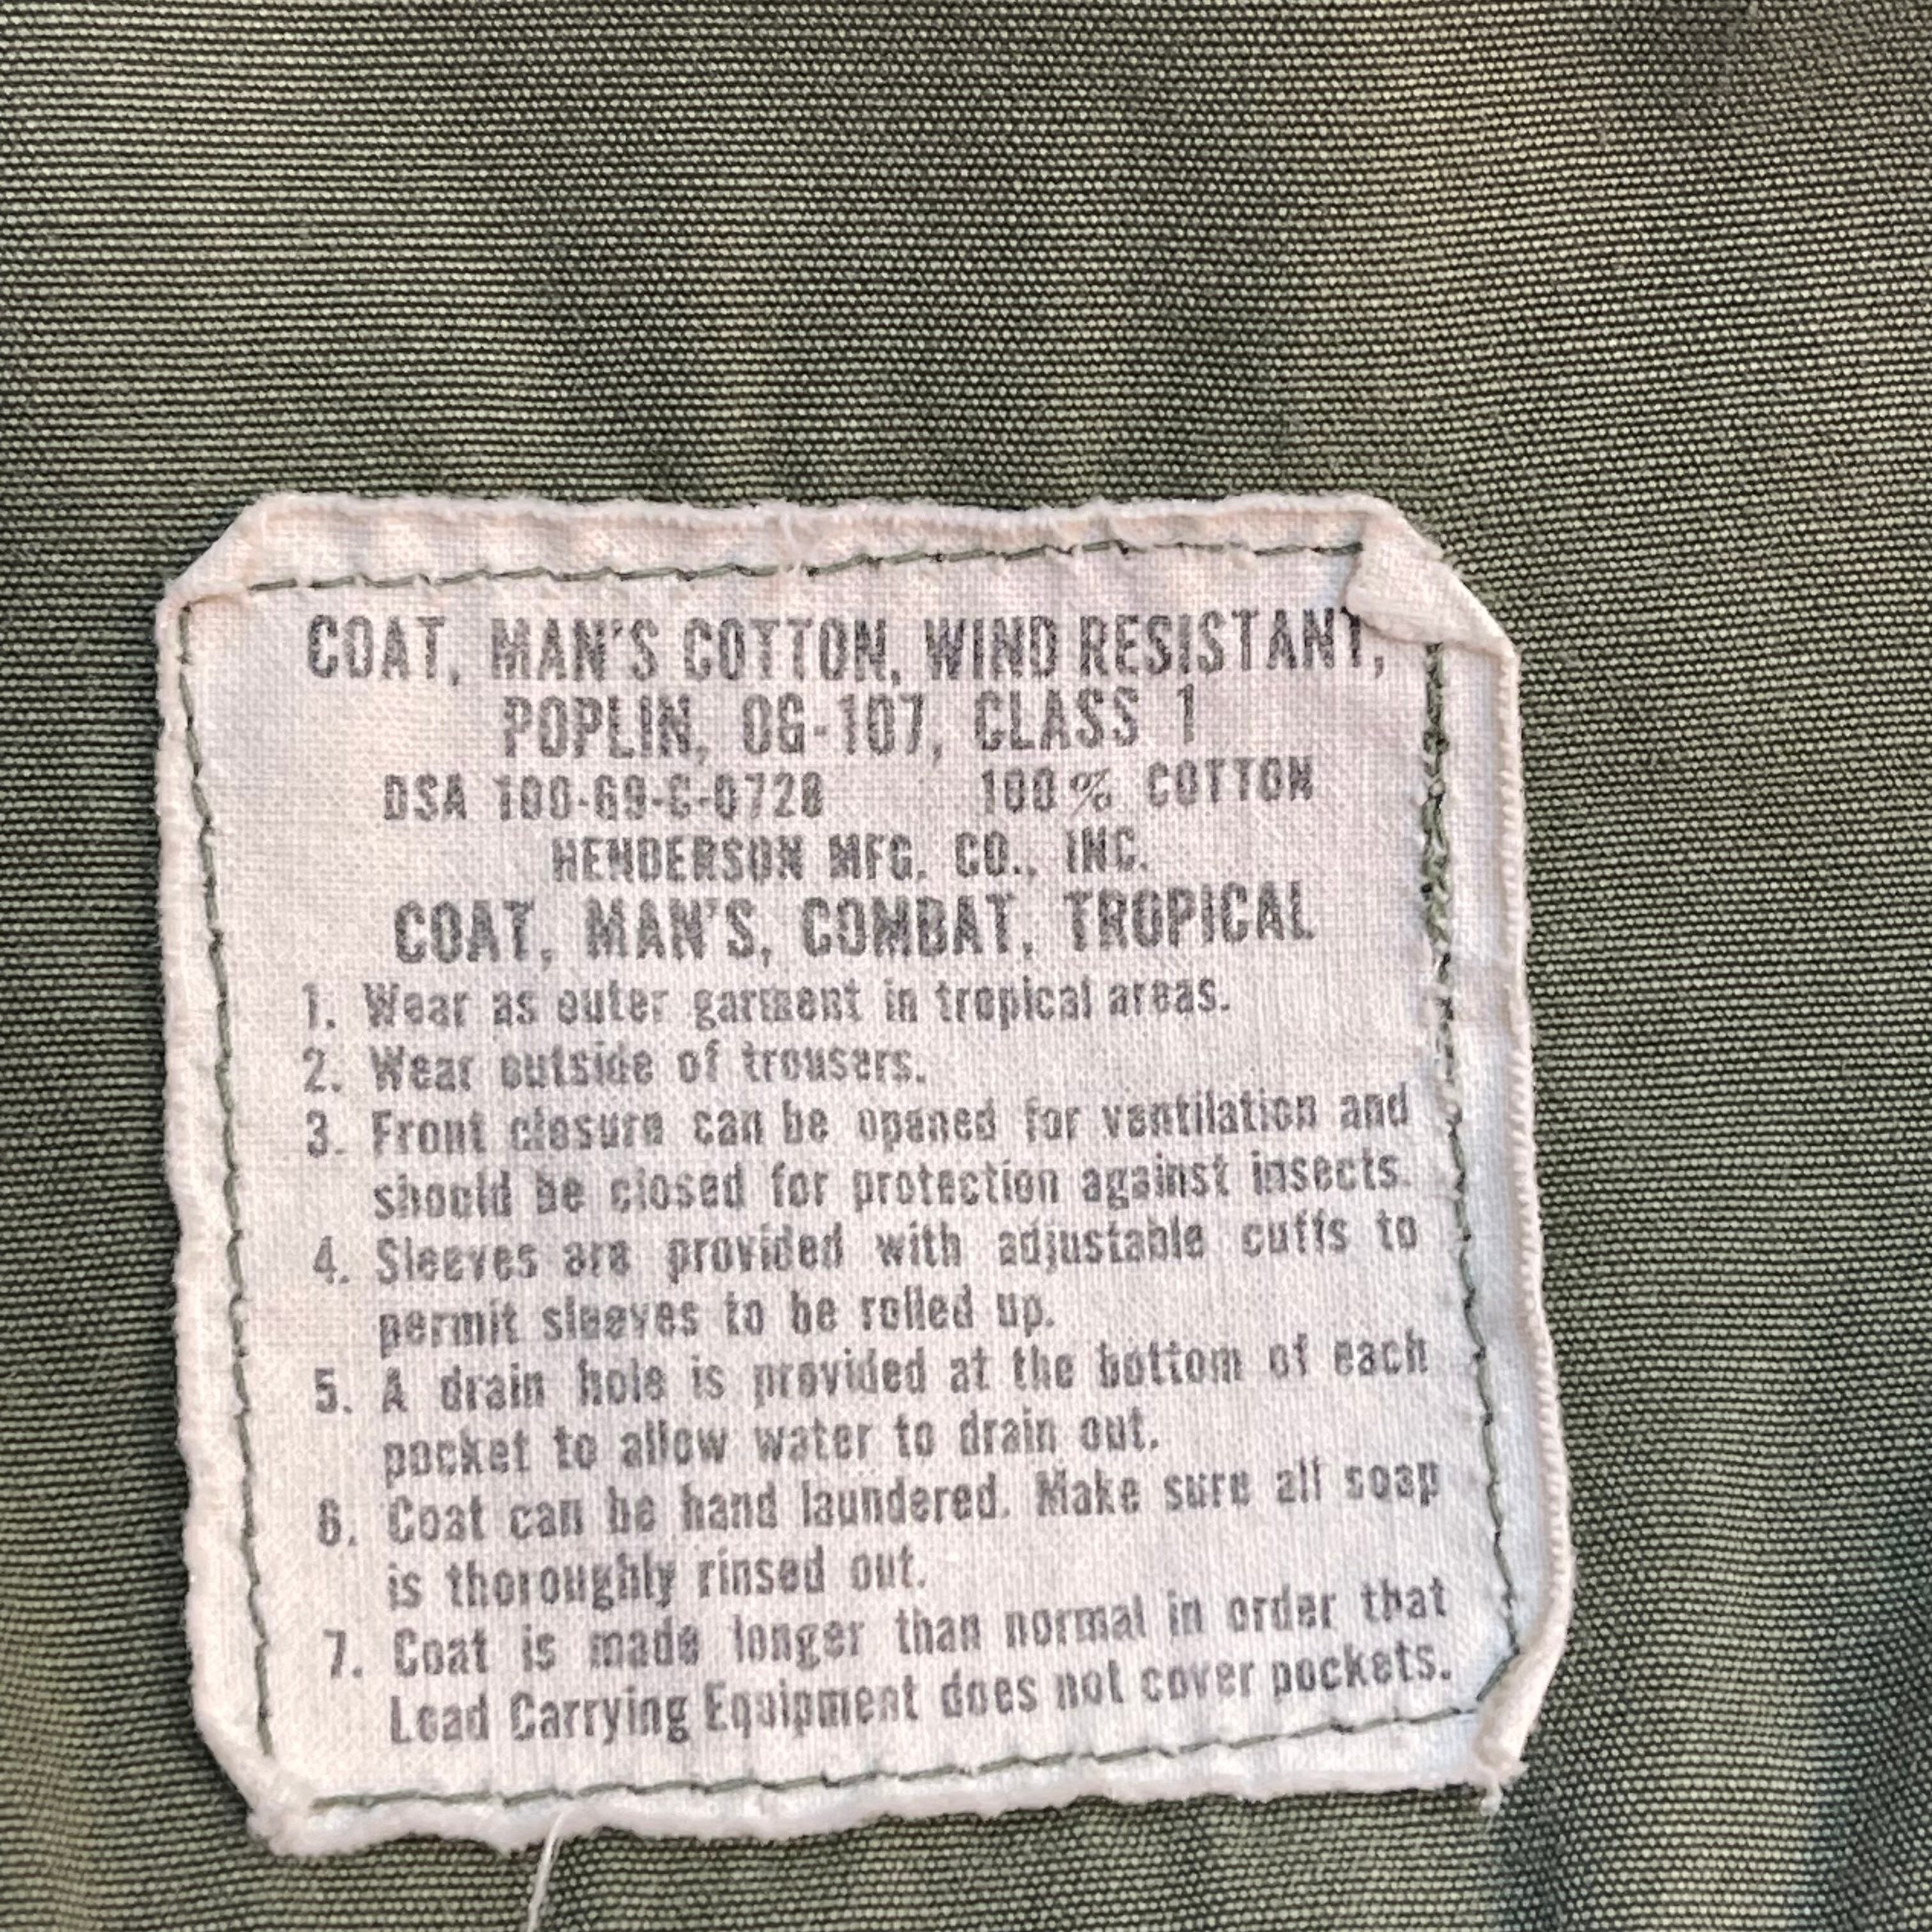 COAT, MAN'S COTTON, WIND RESISTANT,
POPLIN, OG-107, CLASS 1
DSA 100-69-C-0728 100% COTTON
HENDERSON MFG. CO., INC.
COAT, MAN'S, COMBAT, TROPICAL
1. Wear as outer garment in tropical areas.
2. Wear outside of trousers.
3. Front closure can be opened for ventilation and
should be closed for protection against insects.
4. Sleeves are provided with adjustable cuffs to
permit sleeves to be rolled up.
5. A drain hole is provided at the bottom of each
pocket to allow water to drain out.
6. Coat can be hand laundered. Make sure all soap
is thoroughly rinsed out.
7. Coat is made longer than normal in order that
Load Carrying Equipment does not cover pockets.